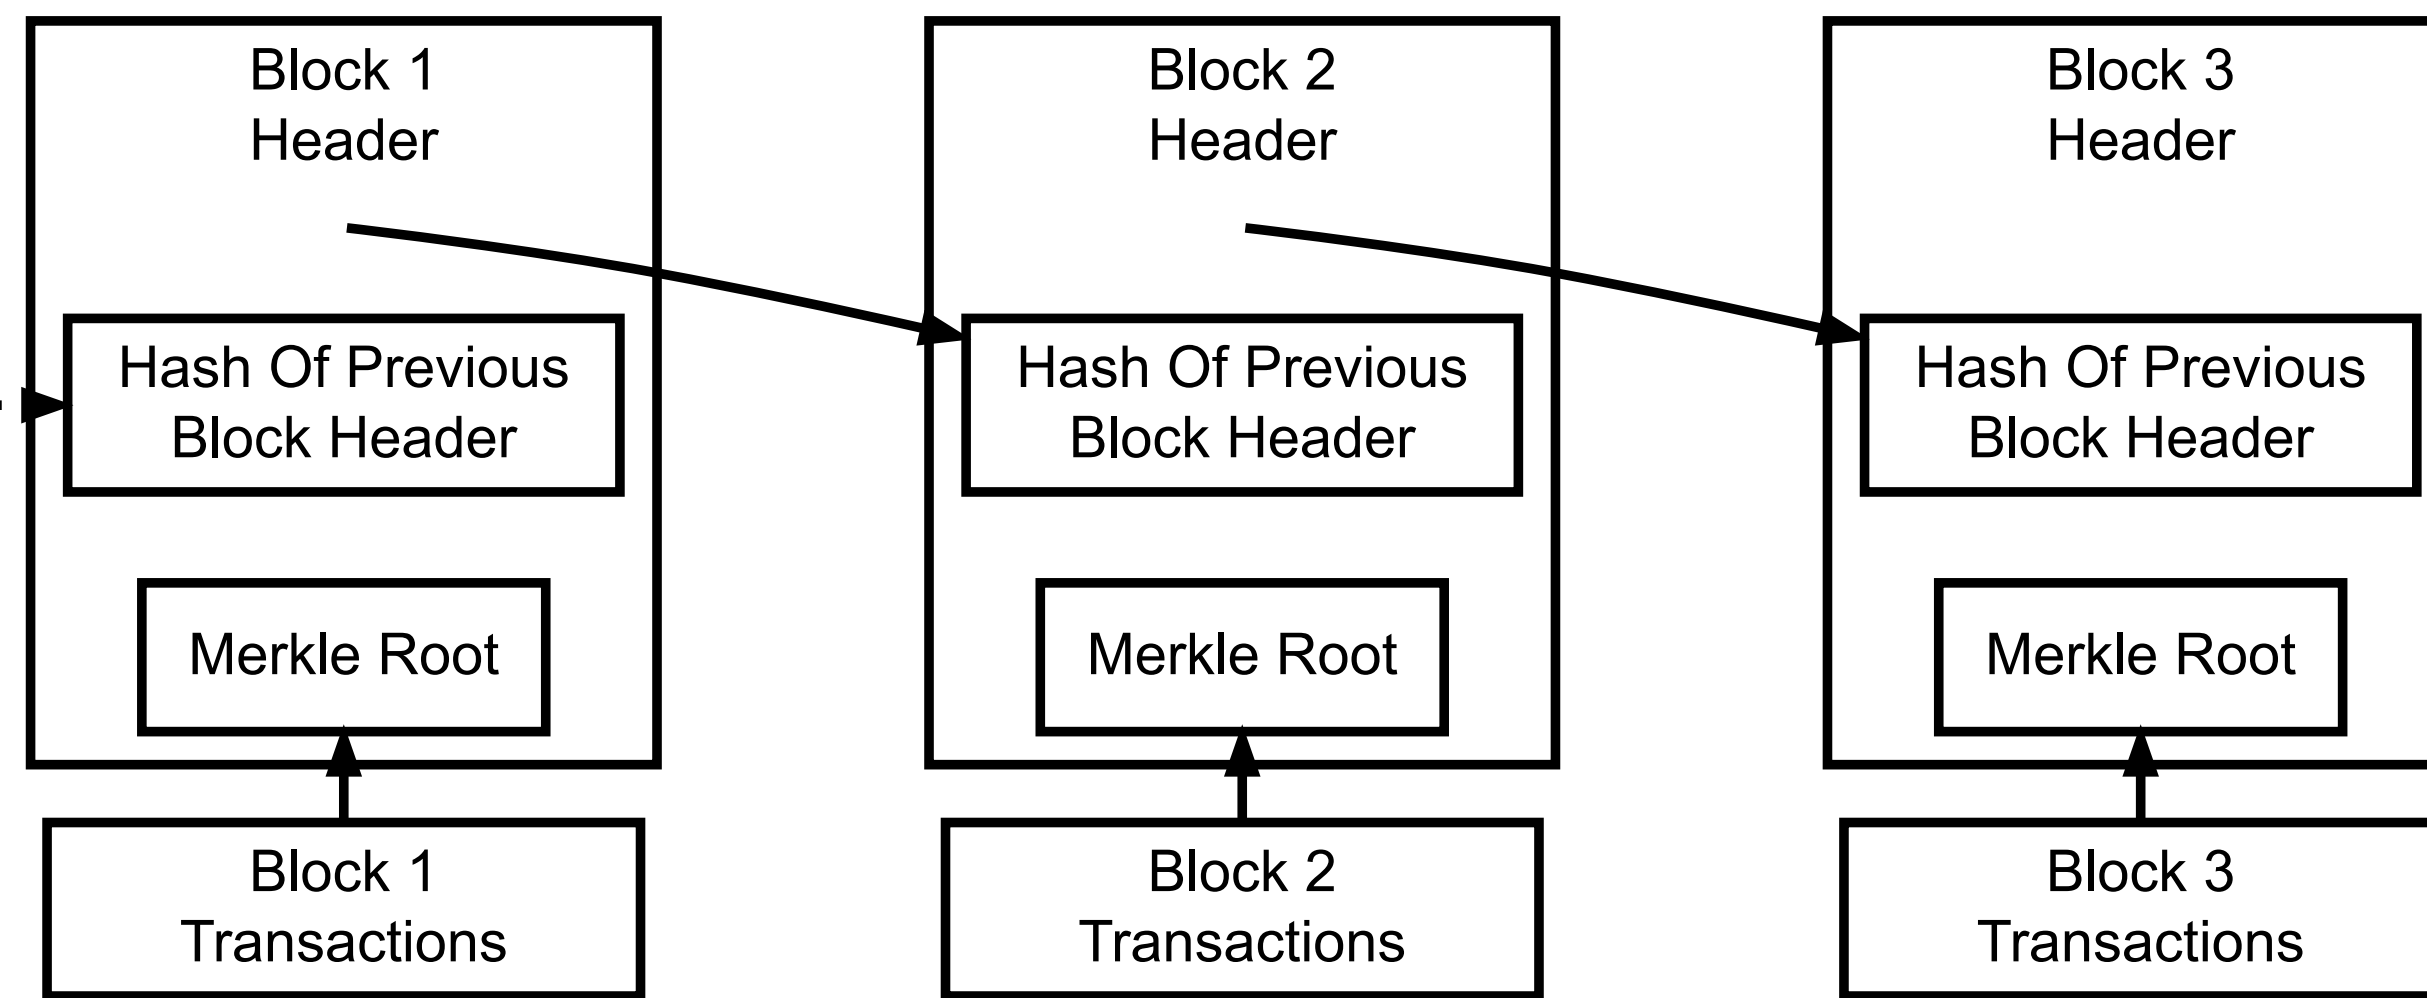 Block 1
Header
Hash Of Previous
Block Header
Merkle Root
Block 1
Transactions
Block 2
Header
Hash Of Previous
Block Header
Merkle Root
Block 2
Transactions
Block 3
Header
Hash Of Previous
Block Header
Merkle Root
Block 3
Transactions